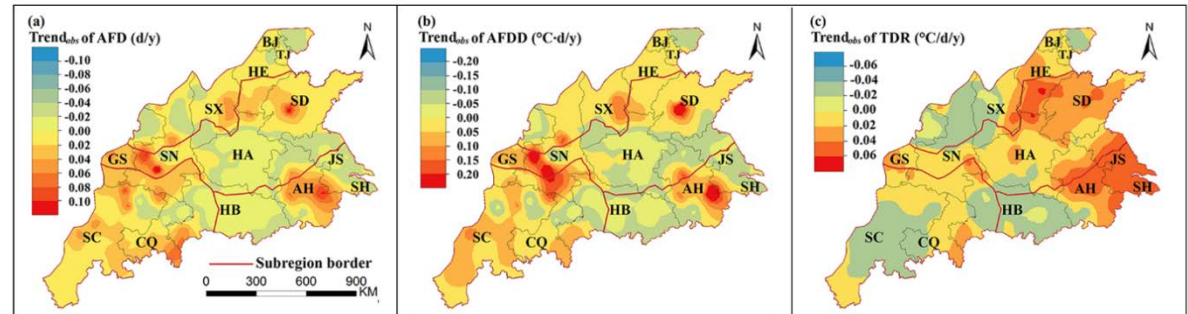 (a)
Trendobs of AFD (d/y)
-0.10
-0.08
-0.06
-0.04
-0.02
0.00
0.02
0.04
0.06
0.08
0.10
N
BJ
TJ
HE
SX
SD
GS
SN
HA
JS
AH
SH
HB
SC
CQ
Subregion border
0 300 600 900
KM
(b)
Trendobs of AFDD (°C·d/y)
-0.20
-0.15
-0.10
-0.05
0.00
0.05
0.10
0.15
0.20
N
BJ
TJ
HE
SX
SD
GS
SN
HA
JS
AH
SH
HB
SC
CQ
(c)
Trendobs of TDR (°C/d/y)
-0.06
-0.04
-0.02
0.00
0.02
0.04
0.06
N
BJ
TJ
HE
SX
SD
GS
SN
HA
JS
AH
SH
HB
SC
CQ